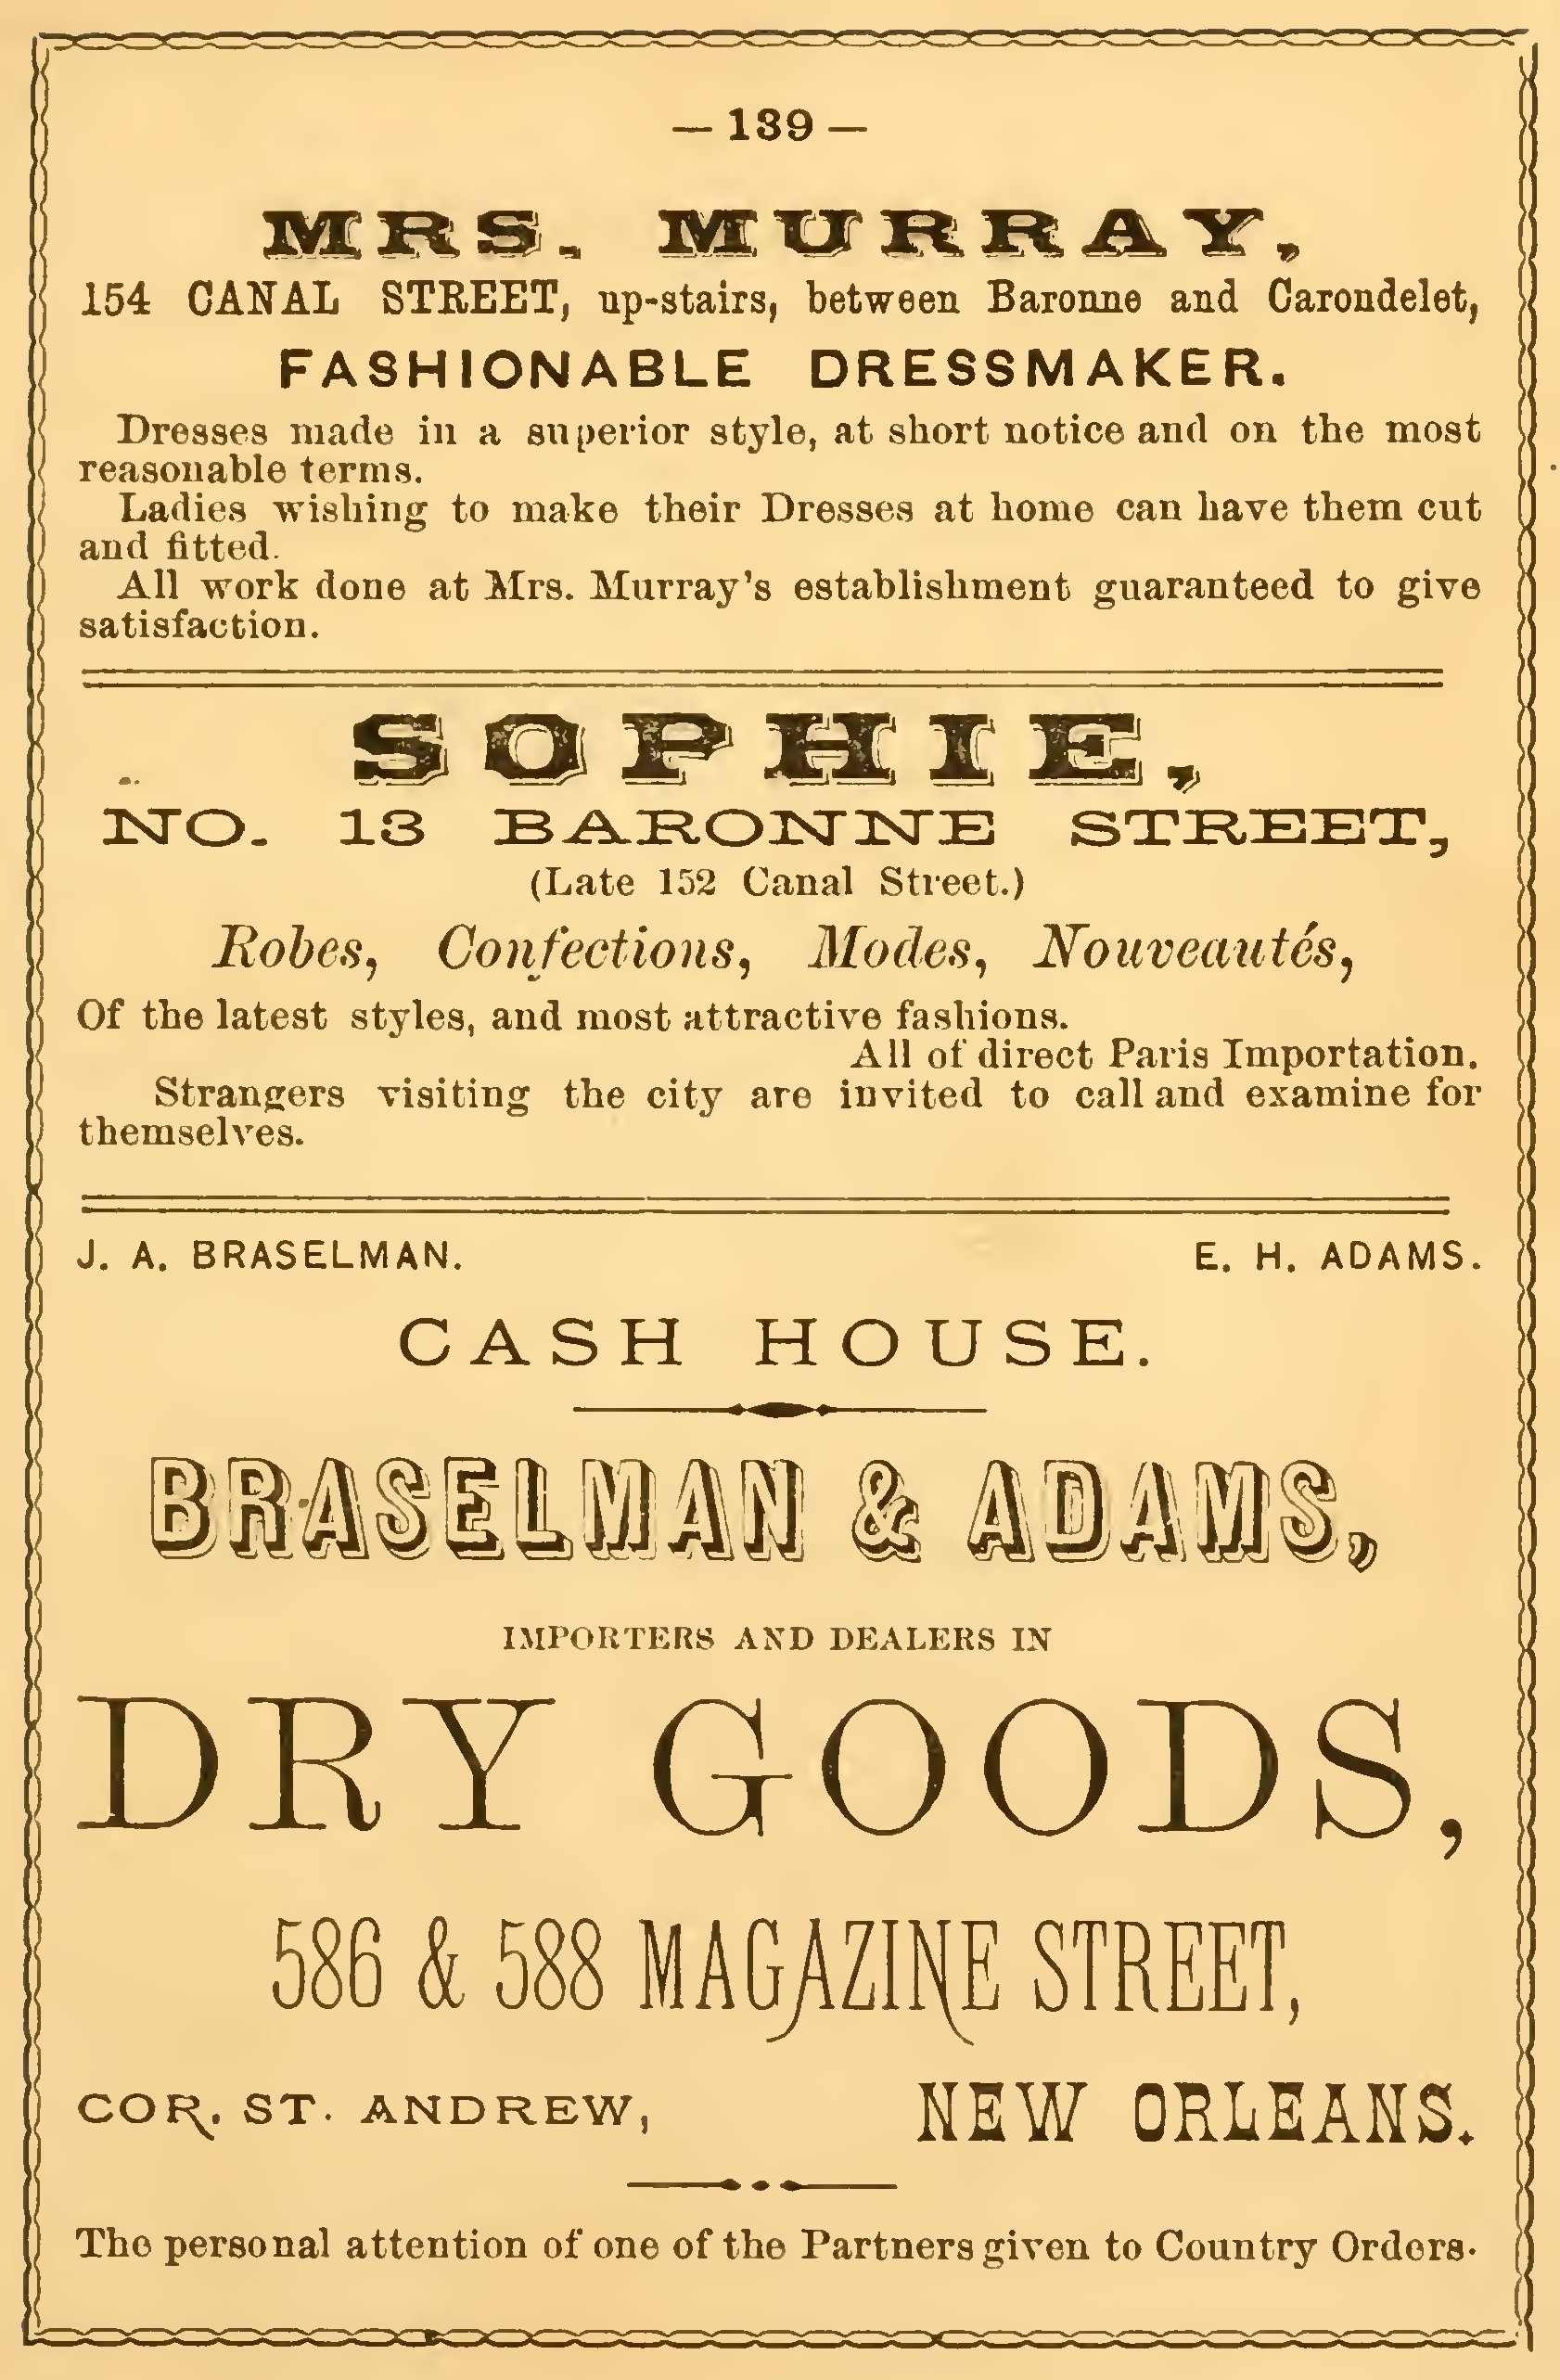 — 139 —
MRS. MURRAY,
154 CANAL STREET, up-stairs, between Baronne and Carondelet,
FASHIONABLE DRESSMAKER.
Dresses made in a superior style, at short notice and on the most
reasonable terms.
Ladies wishing to make their Dresses at home can have them cut
and fitted.
All work done at Mrs. Murray's establishment guaranteed to give
satisfaction.
SOPHIE,
NO. 13 BARONNE STREET,
(Late 152 Canal Street.)
Robes, Confections, Modes, Nouveautés,
Of the latest styles, and most attractive fashions.
All of direct Paris Importation.
Strangers visiting the city are invited to call and examine for
themselves.
J. A. BRASELMAN. E. H. ADAMS.
CASH HOUSE.
BRASELMAN & ADAMS,
IMPORTERS AND DEALERS IN
DRY GOODS,
586 & 588 MAGAZINE STREET,
COR. ST. ANDREW, NEW ORLEANS.
The personal attention of one of the Partners given to Country Orders.